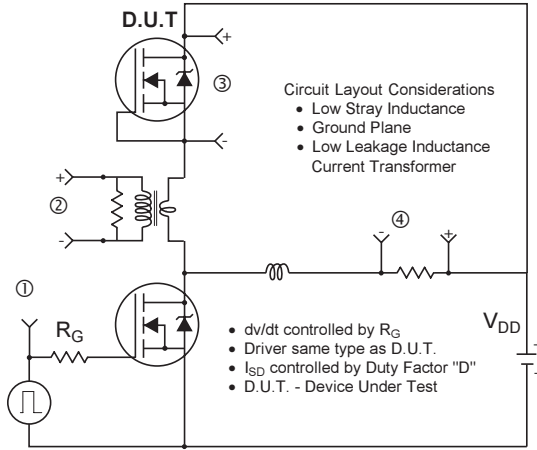 D.U.T
+
③
-
Circuit Layout Considerations
• Low Stray Inductance
• Ground Plane
• Low Leakage Inductance
Current Transformer
+
②
-
④
- +
①
R_G
V_DD
+
-
• dv/dt controlled by R_G
• Driver same type as D.U.T.
• I_SD controlled by Duty Factor "D"
• D.U.T. - Device Under Test